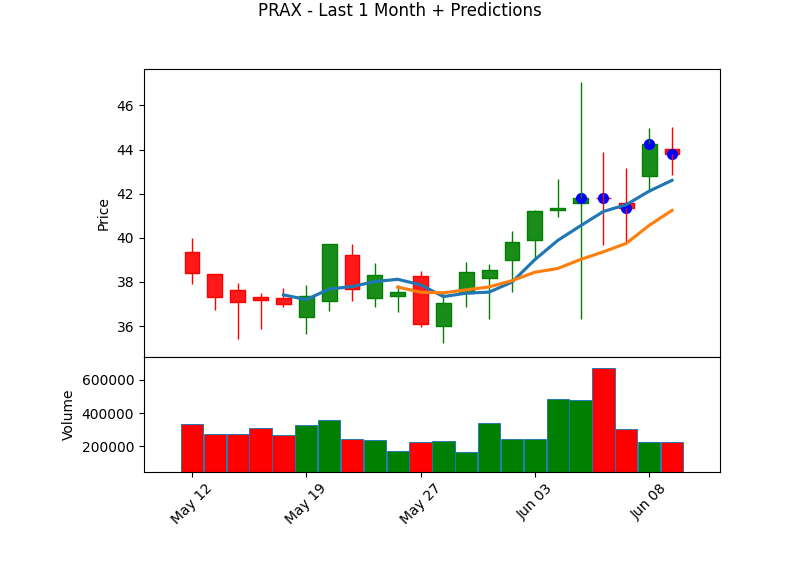 PRAX - Last 1 Month + Predictions
Price
46
44
42
40
38
36
Volume
600000
400000
200000
May 12
May 19
May 27
Jun 03
Jun 08